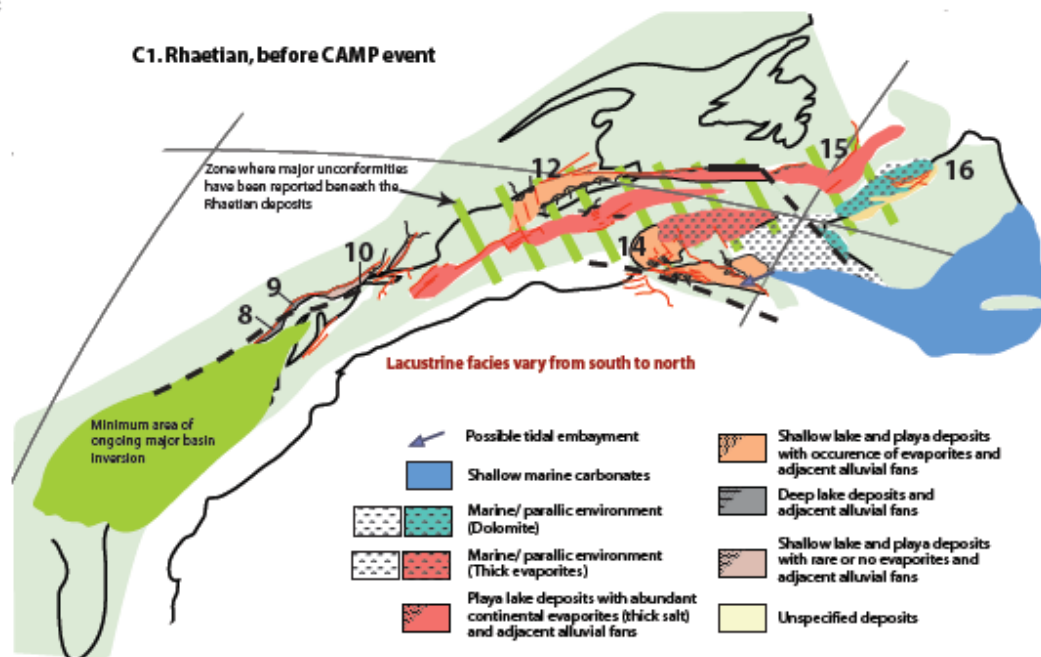 C1. Rhaetian, before CAMP event
Zone where major unconformities
have been reported beneath the
Rhaetian deposits
12
15
16
14
10
9
8
Lacustrine facies vary from south to north
Minimum area of
ongoing major basin
inversion
Possible tidal embayment
Shallow marine carbonates
Marine/ parallic environment
(Dolomite)
Marine/ parallic environment
(Thick evaporites)
Playa lake deposits with abundant
continental evaporites (thick salt)
and adjacent alluvial fans
Shallow lake and playa deposits
with occurence of evaporites and
adjacent alluvial fans
Deep lake deposits and
adjacent alluvial fans
Shallow lake and playa deposits
with rare or no evaporites and
adjacent alluvial fans
Unspecified deposits